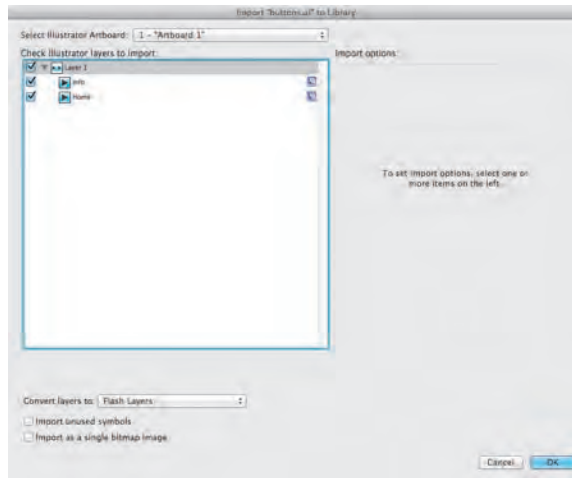 Import "buttons.ai" to Library
Select Illustrator Artboard: 1 - "Artboard 1"
Check Illustrator layers to import:
Import options:
Layer 1
Info
Home
To set import options, select one or
more items on the left.
Convert layers to: Flash Layers
Import unused symbols
Import as a single bitmap image
Cancel
OK